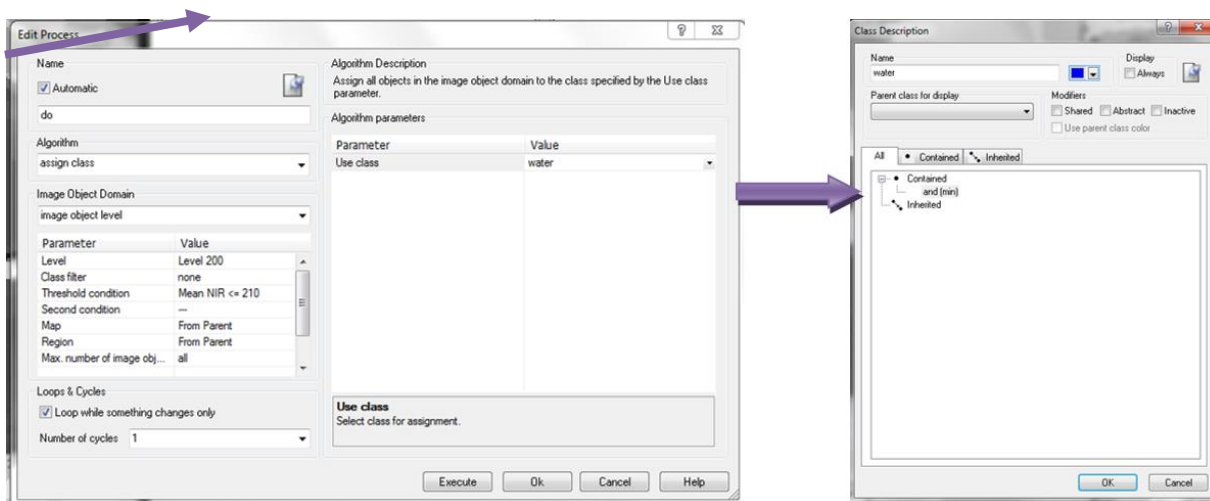 Edit Process
Name
Automatic
do
Algorithm
assign class
Image Object Domain
image object level
Parameter Value
Level Level 200
Class filter none
Threshold condition Mean NIR <= 210
Second condition ---
Map From Parent
Region From Parent
Max. number of image obj... all
Loops & Cycles
Loop while something changes only
Number of cycles 1
Algorithm Description
Assign all objects in the image object domain to the class specified by the Use class
parameter.
Algorithm parameters
Parameter Value
Use class water
Use class
Select class for assignment.
Execute Ok Cancel Help
Class Description
Name
water
Display
Always
Parent class for display
Modifiers
Shared Abstract Inactive
Use parent class color
All Contained Inherited
Contained
and (min)
Inherited
OK Cancel